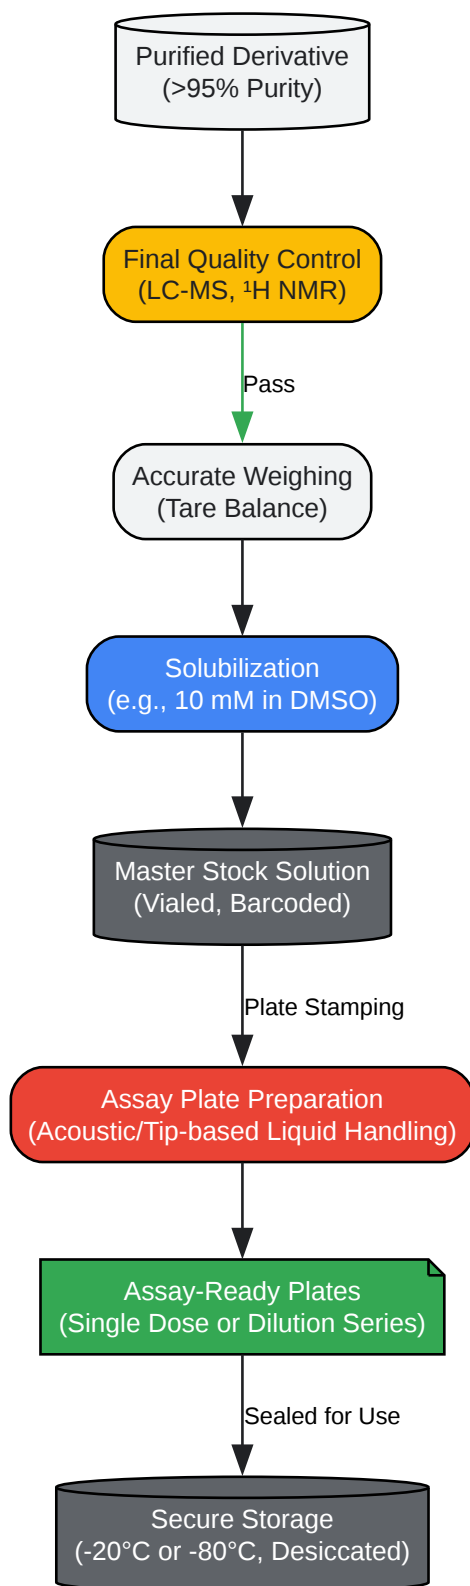 Purified Derivative
(>95% Purity)
Final Quality Control
(LC-MS, ¹H NMR)
Pass
Accurate Weighing
(Tare Balance)
Solubilization
(e.g., 10 mM in DMSO)
Master Stock Solution
(Vialed, Barcoded)
Plate Stamping
Assay Plate Preparation
(Acoustic/Tip-based Liquid Handling)
Assay-Ready Plates
(Single Dose or Dilution Series)
Sealed for Use
Secure Storage
(-20°C or -80°C, Desiccated)